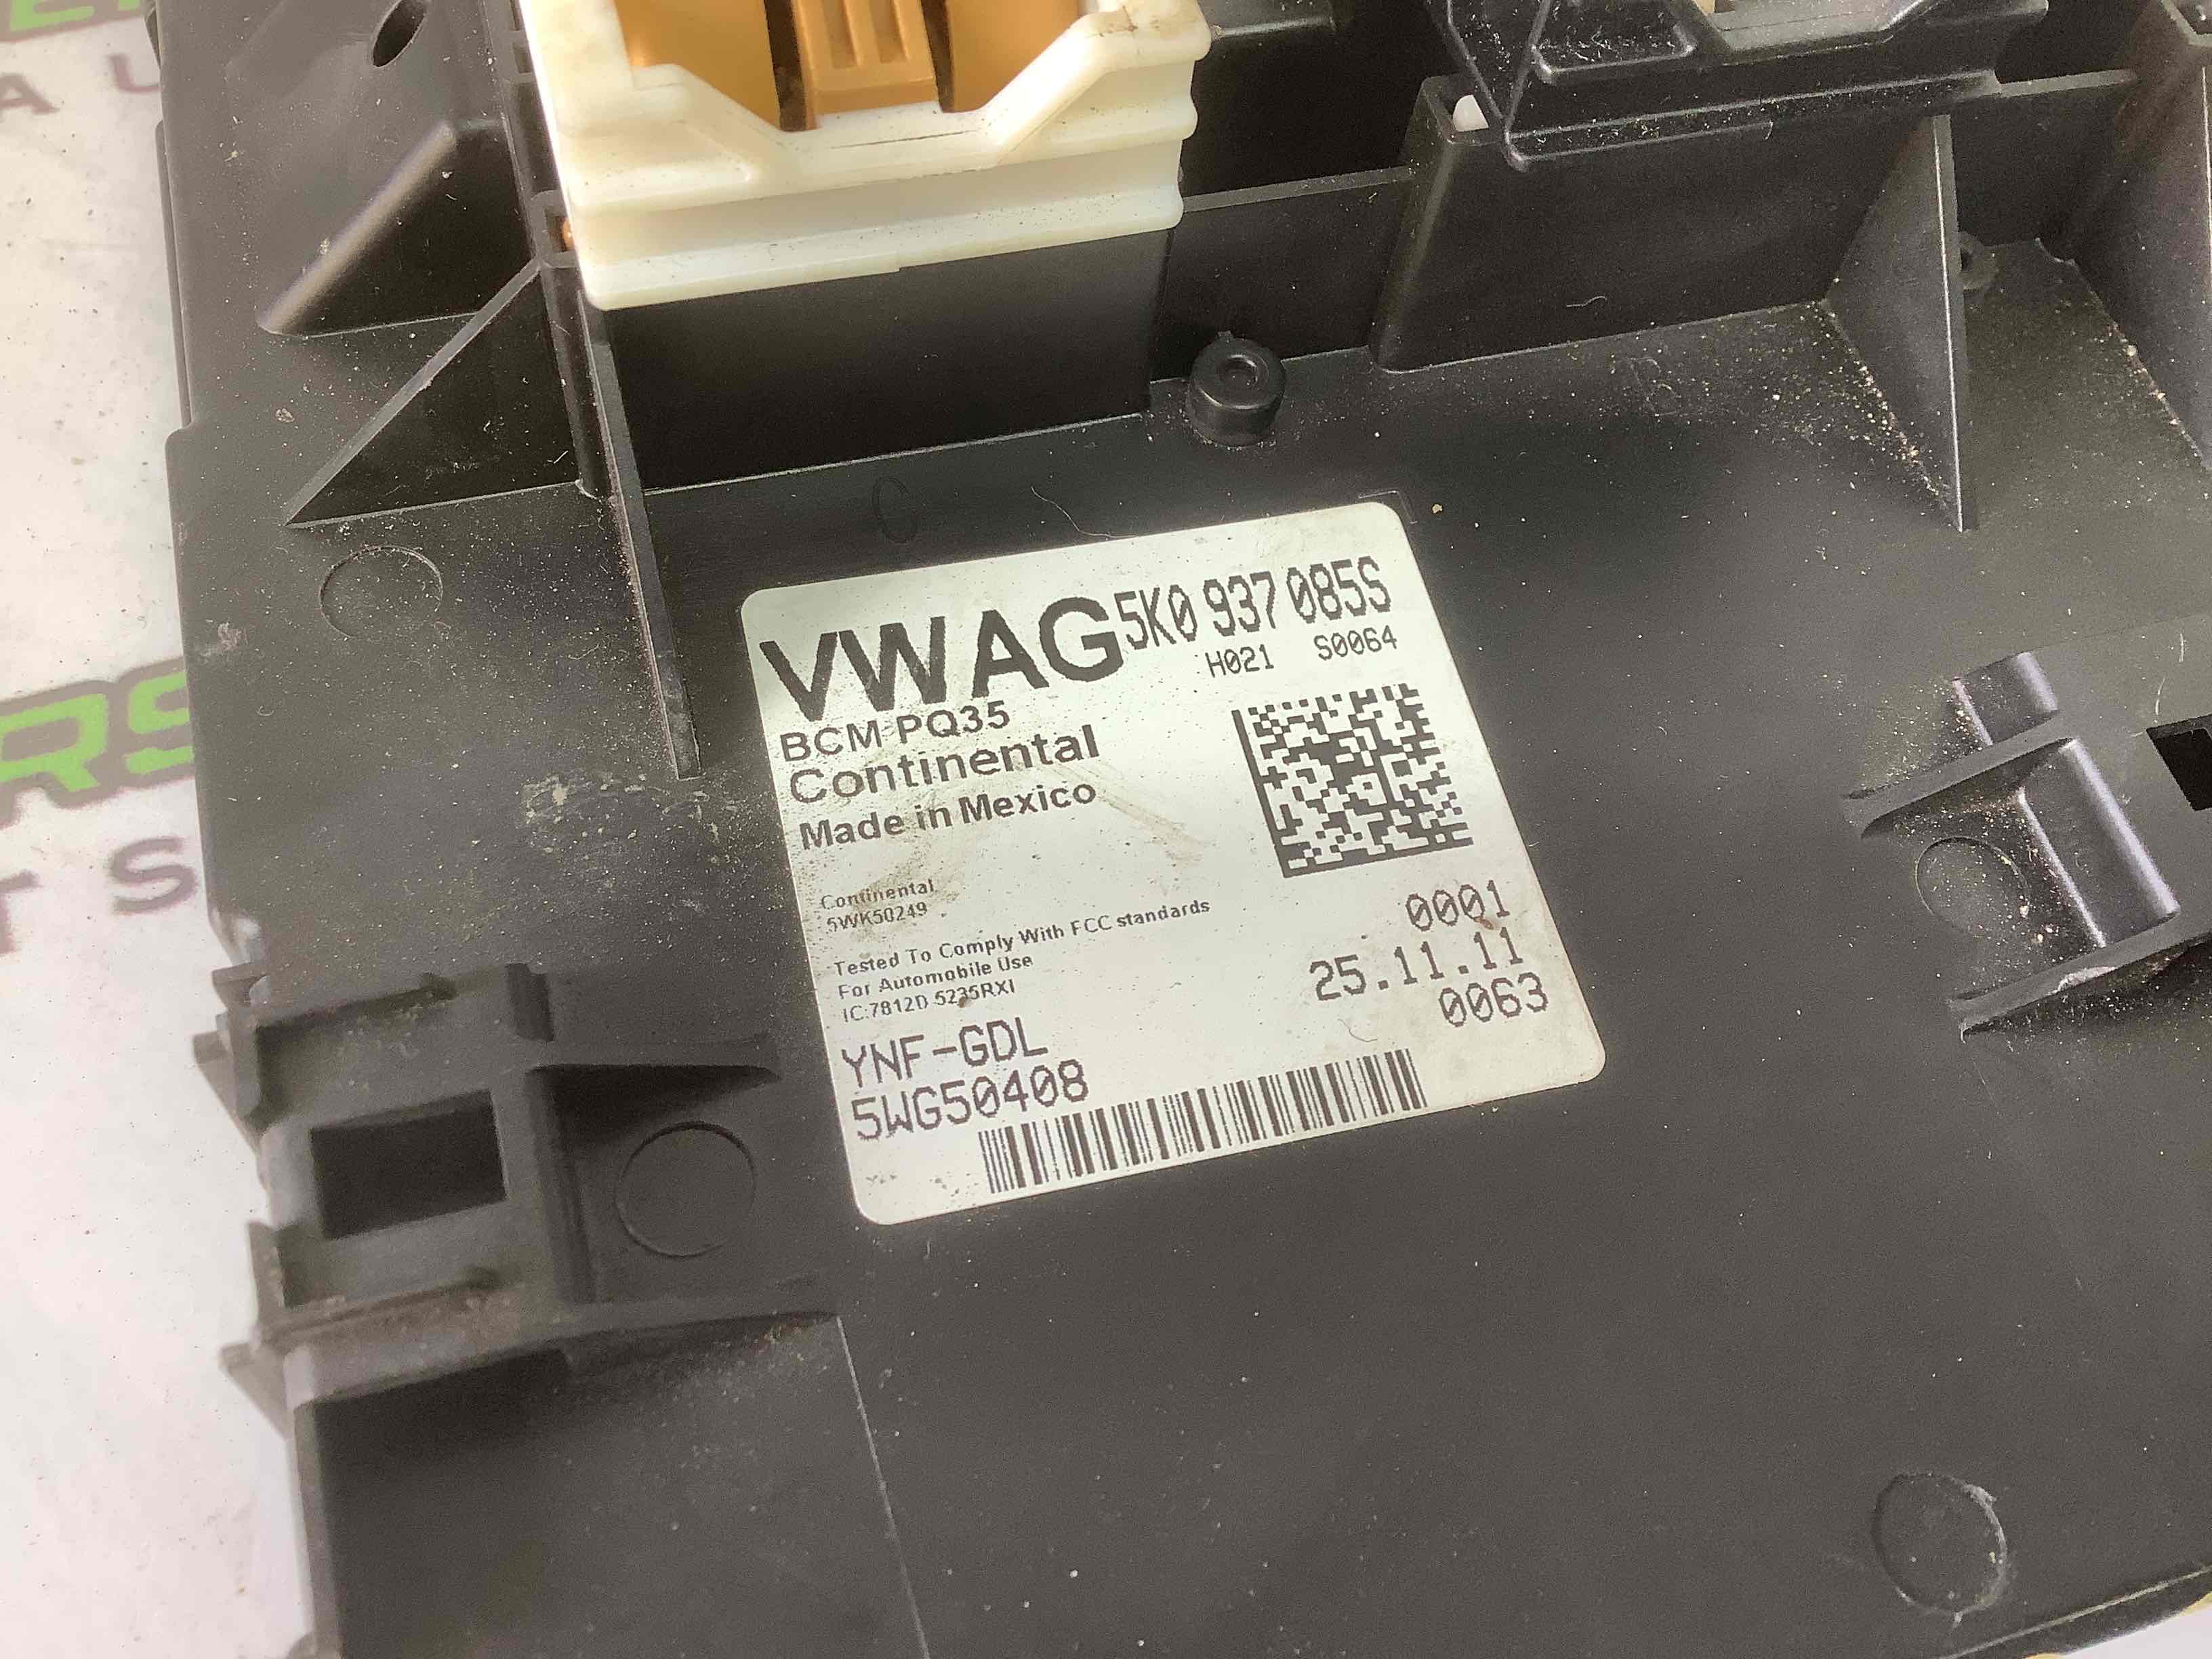 VWAG 5K0 937 085S
H021 S0064
BCM PQ35
Continental
Made in Mexico
Continental
5WK50249
Tested To Comply With FCC standards
For Automobile Use
IC:7812D 5235RXI
0001
25.11.11
0063
YNF-GDL
5WG50408
C